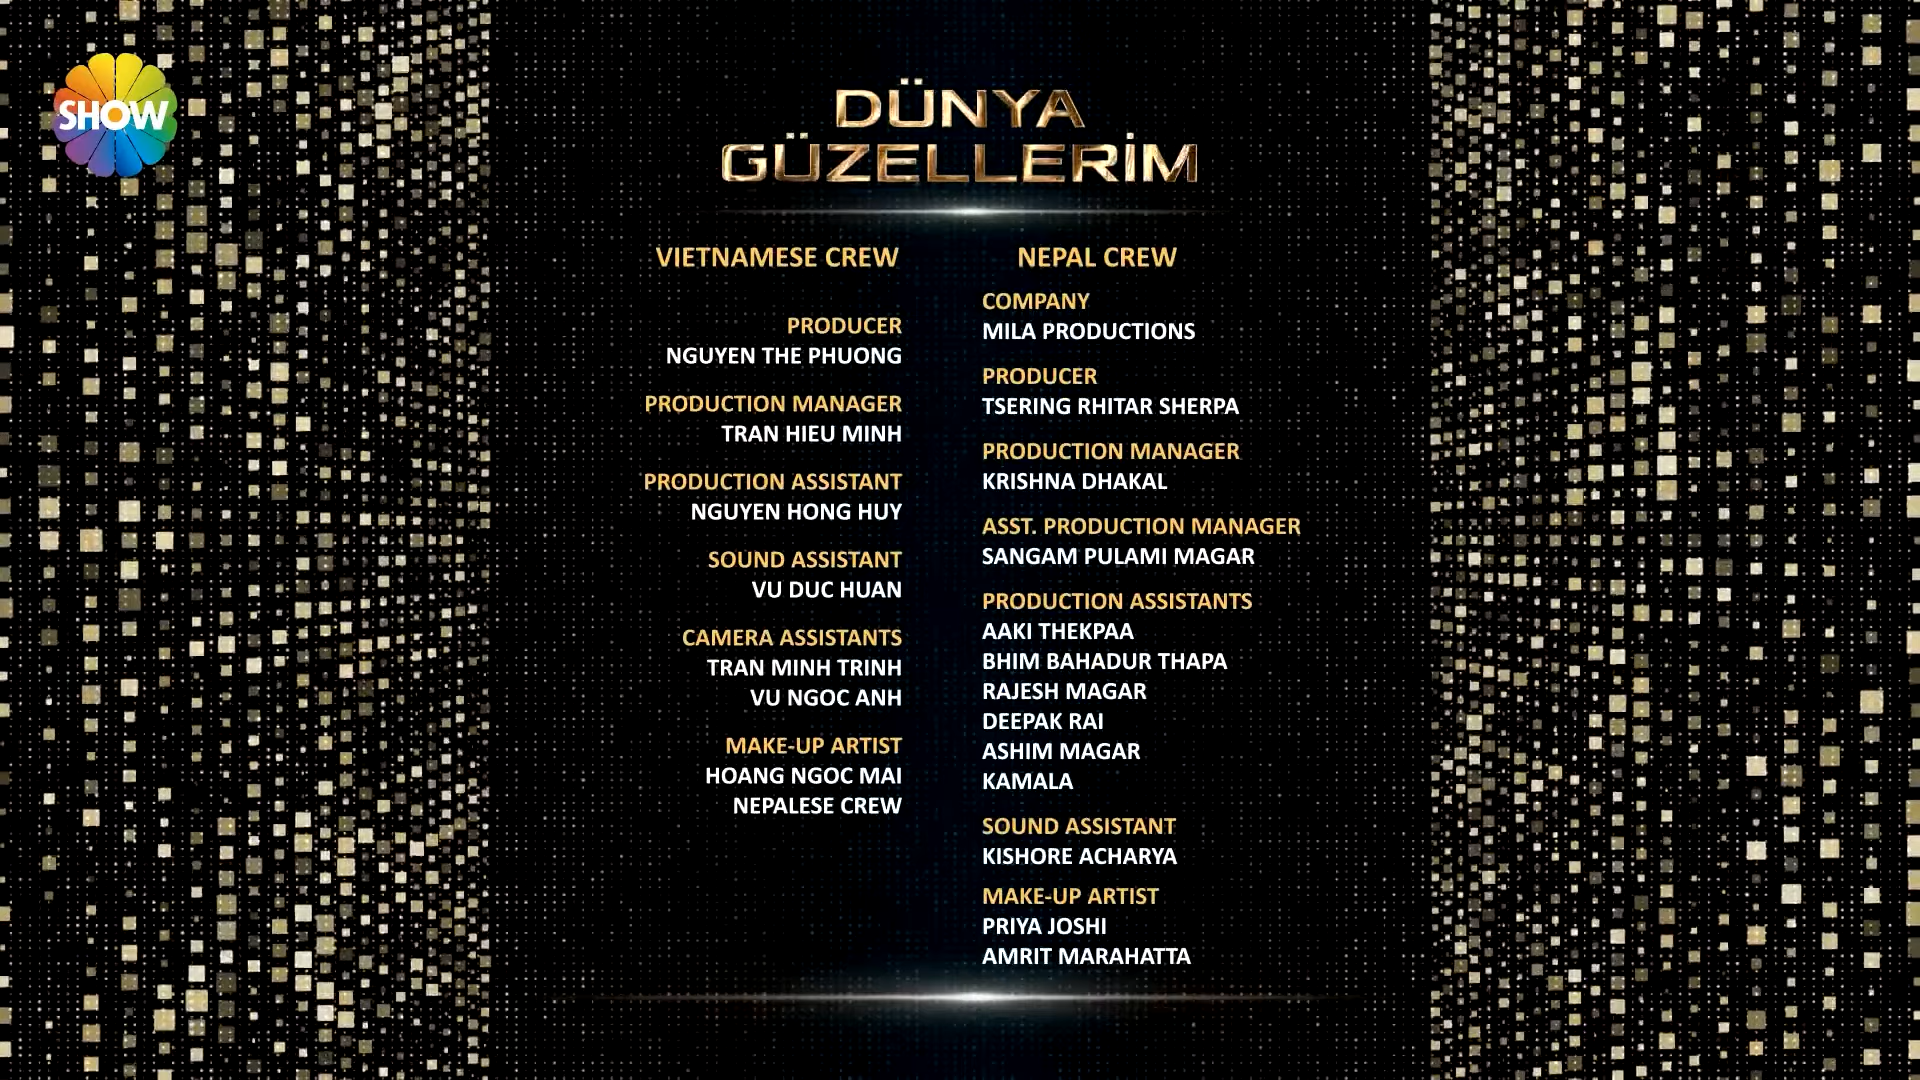 SHOW
DÜNYA
GÜZELLERİM
VIETNAMESE CREW
PRODUCER
NGUYEN THE PHUONG
PRODUCTION MANAGER
TRAN HIEU MINH
PRODUCTION ASSISTANT
NGUYEN HONG HUY
SOUND ASSISTANT
VU DUC HUAN
CAMERA ASSISTANTS
TRAN MINH TRINH
VU NGOC ANH
MAKE-UP ARTIST
HOANG NGOC MAI
NEPALESE CREW
NEPAL CREW
COMPANY
MILA PRODUCTIONS
PRODUCER
TSERING RHITAR SHERPA
PRODUCTION MANAGER
KRISHNA DHAKAL
ASST. PRODUCTION MANAGER
SANGAM PULAMI MAGAR
PRODUCTION ASSISTANTS
AAKI THEKPAA
BHIM BAHADUR THAPA
RAJESH MAGAR
DEEPAK RAI
ASHIM MAGAR
KAMALA
SOUND ASSISTANT
KISHORE ACHARYA
MAKE-UP ARTIST
PRIYA JOSHI
AMRIT MARAHATTA